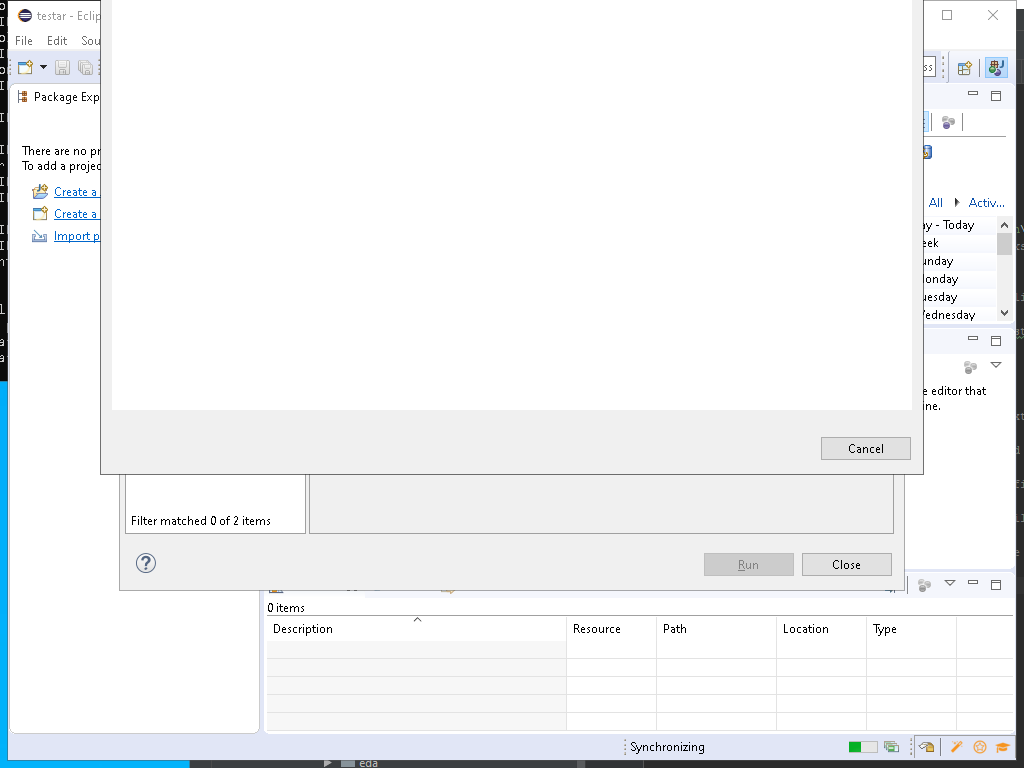 testar - Eclip
File Edit Sou
ss
Package Exp
There are no pr
To add a projec
Create a
Create a
Import p
All Activ...
ay - Today
eek
unday
onday
uesday
Wednesday
e editor that
ine.
Cancel
Filter matched 0 of 2 items
? Run Close
0 items
Description Resource Path Location Type
Synchronizing
eda